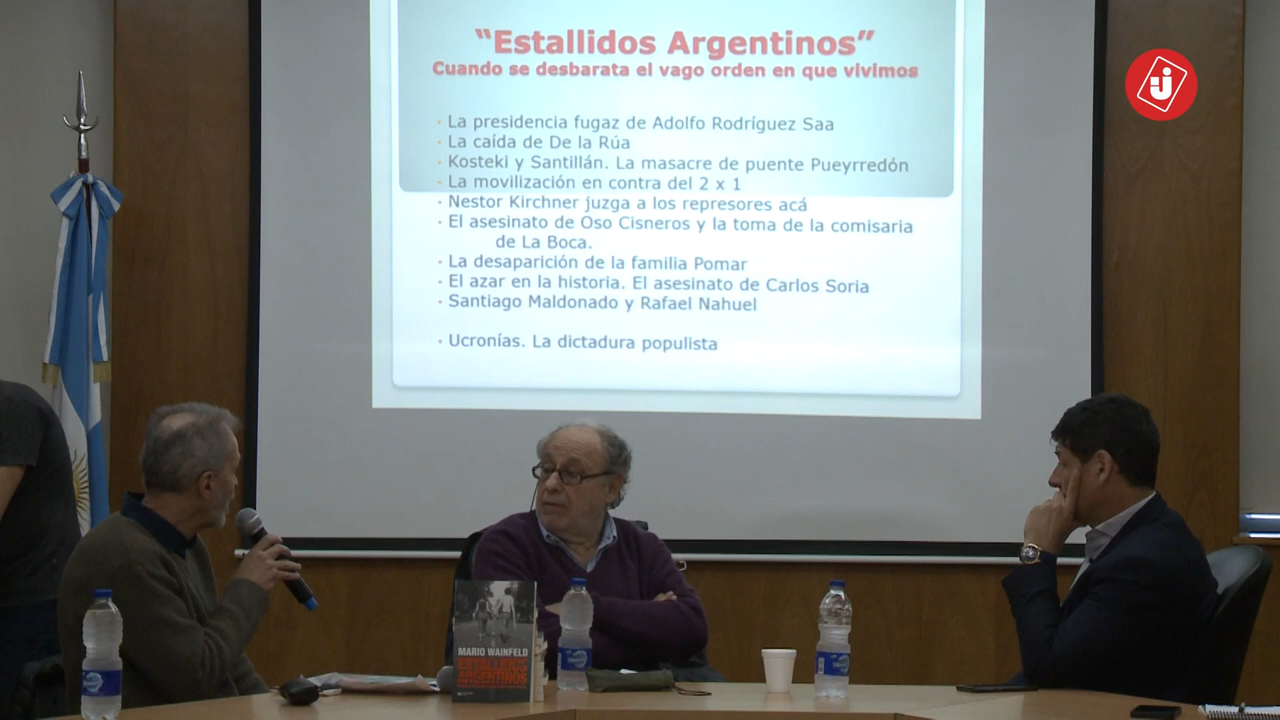 “Estallidos Argentinos”
Cuando se desbarata el vago orden en que vivimos
· La presidencia fugaz de Adolfo Rodríguez Saa
· La caída de De la Rúa
· Kosteki y Santillán. La masacre de puente Pueyrredón
· La movilización en contra del 2 x 1
· Nestor Kirchner juzga a los represores acá
· El asesinato de Oso Cisneros y la toma de la comisaria
de La Boca.
· La desaparición de la familia Pomar
· El azar en la historia. El asesinato de Carlos Soria
· Santiago Maldonado y Rafael Nahuel
· Ucronías. La dictadura populista
MARIO WAINFELD
ESTALLIDOS
ARGENTINOS